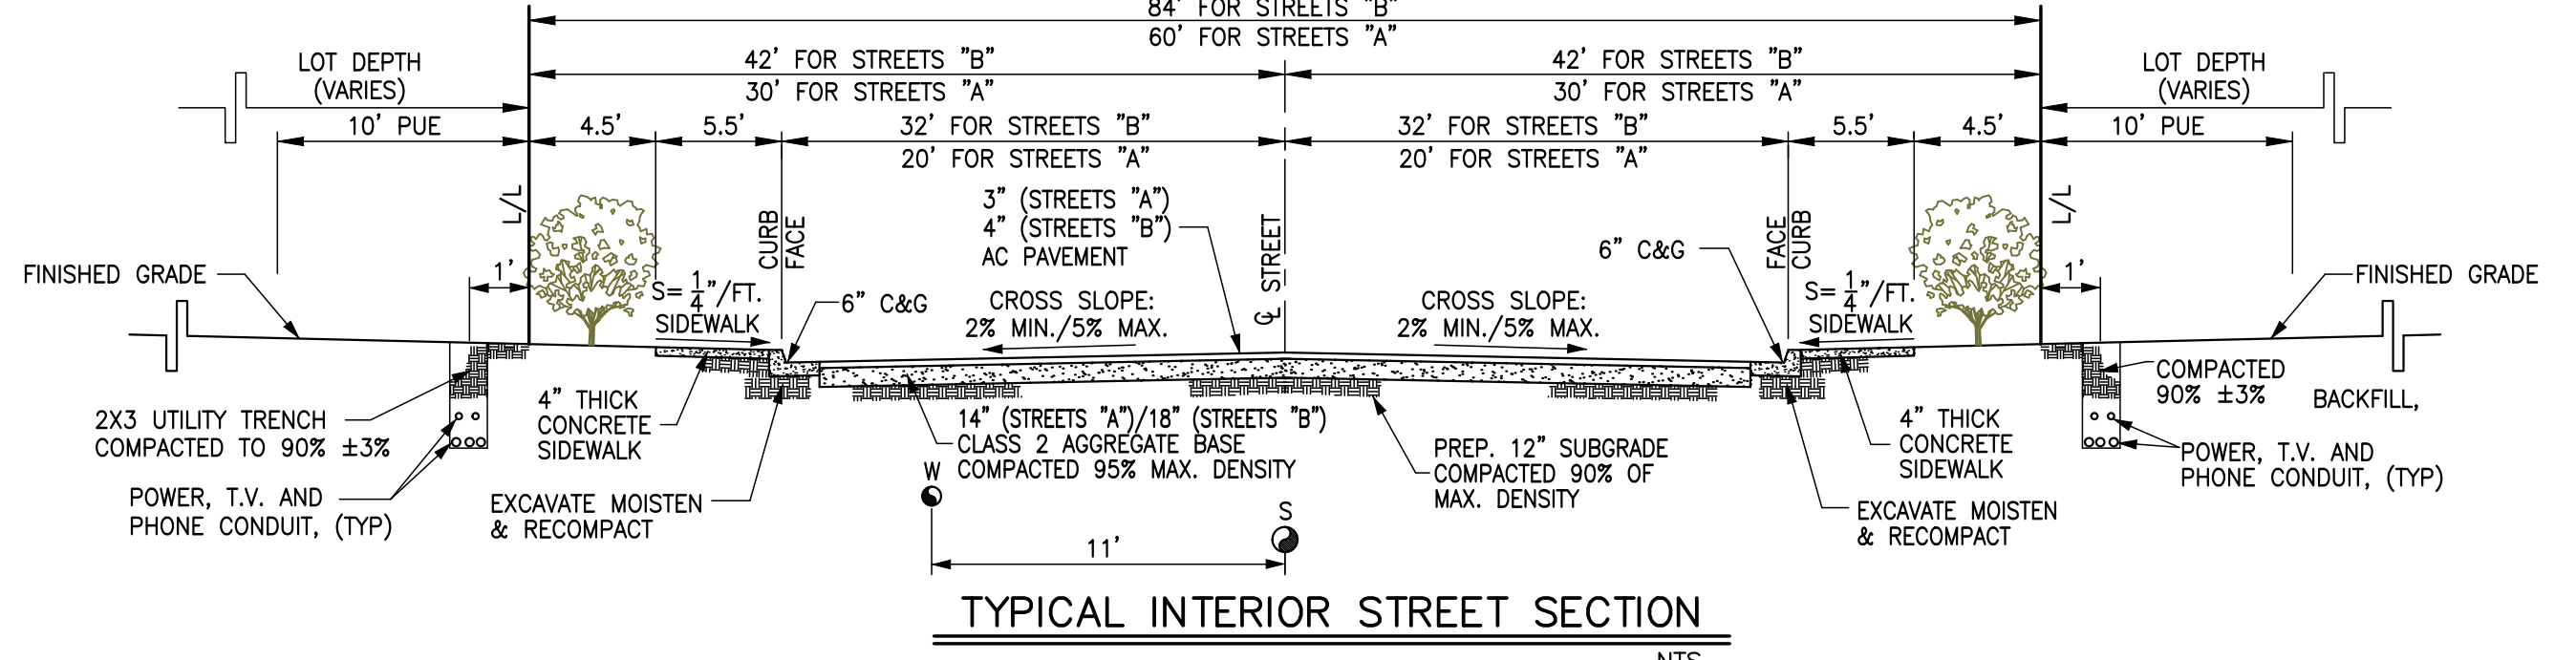 84' FOR STREETS "B"
60' FOR STREETS "A"
42' FOR STREETS "B"
30' FOR STREETS "A"
42' FOR STREETS "B"
30' FOR STREETS "A"
LOT DEPTH
(VARIES)
LOT DEPTH
(VARIES)
10' PUE
4.5'
5.5'
32' FOR STREETS "B"
20' FOR STREETS "A"
32' FOR STREETS "B"
20' FOR STREETS "A"
5.5'
4.5'
10' PUE
L/L
CURB
FACE
3" (STREETS "A")
4" (STREETS "B")
AC PAVEMENT
℄ STREET
6" C&G
FACE
CURB
L/L
FINISHED GRADE
1'
S= 1/4"/FT.
SIDEWALK
6" C&G
CROSS SLOPE:
2% MIN./5% MAX.
CROSS SLOPE:
2% MIN./5% MAX.
S= 1/4"/FT.
SIDEWALK
1'
FINISHED GRADE
2X3 UTILITY TRENCH
COMPACTED TO 90% ±3%
POWER, T.V. AND
PHONE CONDUIT, (TYP)
4" THICK
CONCRETE
SIDEWALK
EXCAVATE MOISTEN
& RECOMPACT
14" (STREETS "A")/18" (STREETS "B")
CLASS 2 AGGREGATE BASE
COMPACTED 95% MAX. DENSITY
W
S
11'
PREP. 12" SUBGRADE
COMPACTED 90% OF
MAX. DENSITY
4" THICK
CONCRETE
SIDEWALK
EXCAVATE MOISTEN
& RECOMPACT
COMPACTED
90% ±3%
BACKFILL,
POWER, T.V. AND
PHONE CONDUIT, (TYP)
TYPICAL INTERIOR STREET SECTION
NTS